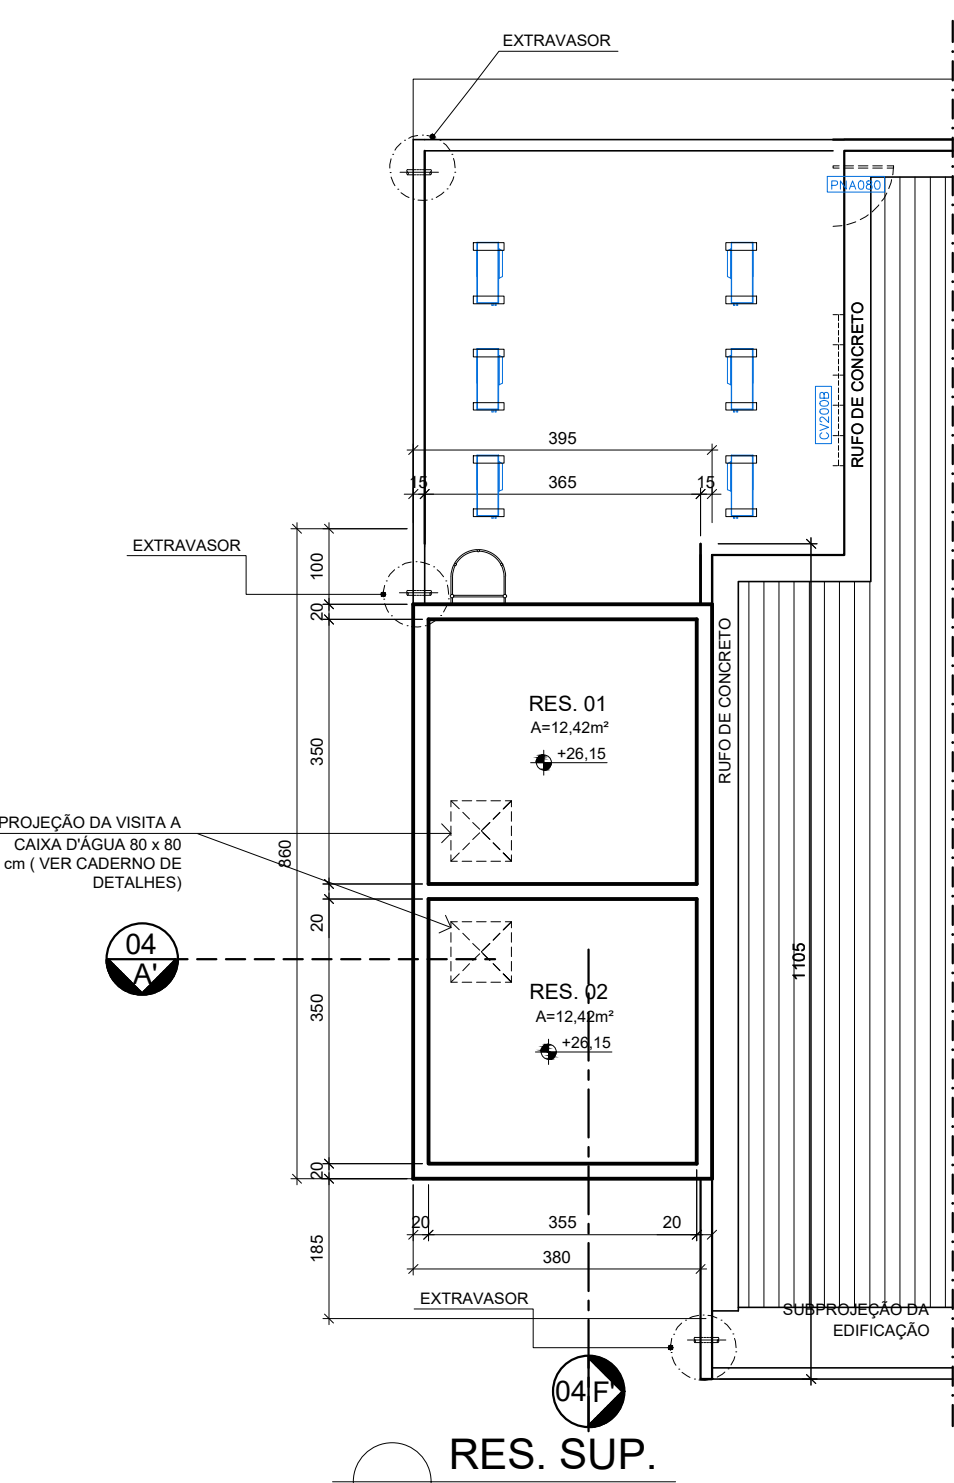 EXTRAVASOR
PNA080
RUFO DE CONCRETO
CV200B
395
15
365
15
EXTRAVASOR
100
20
RES. 01
A=12,42m²
+26,15
RUFO DE CONCRETO
350
PROJEÇÃO DA VISITA A
CAIXA D'ÁGUA 80 x 80
cm ( VER CADERNO DE
DETALHES)
860
20
04
A'
1105
RES. 02
A=12,42m²
+26,15
350
20
20
355
20
185
380
EXTRAVASOR
SUBPROJEÇÃO DA
EDIFICAÇÃO
04
F'
RES. SUP.